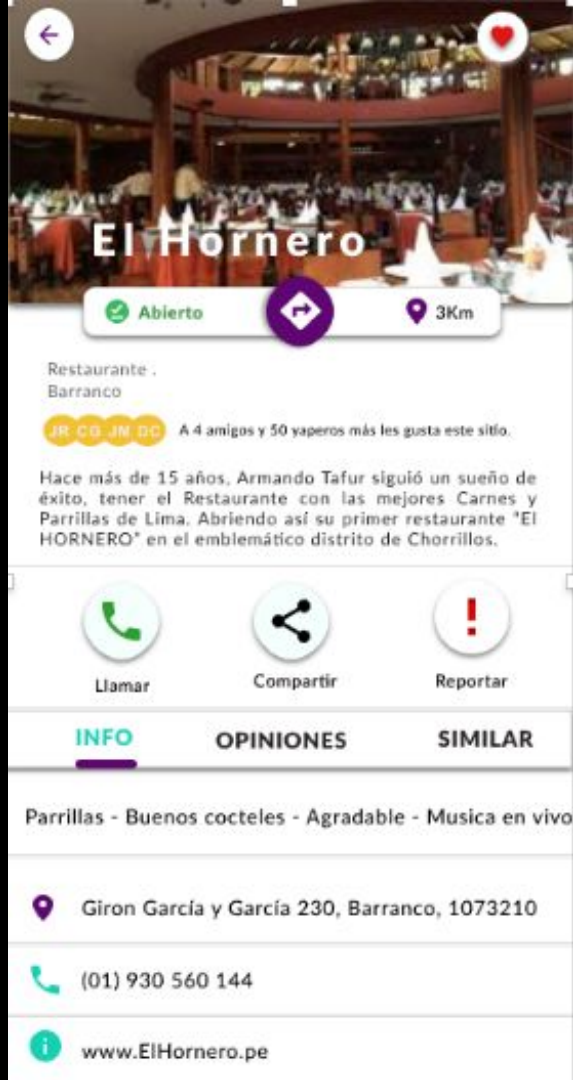 El Hornero
Abierto
3Km
Restaurante .
Barranco
JR CG JM DC
A 4 amigos y 50 yaperos más les gusta este sitio.
Hace más de 15 años, Armando Tafur siguió un sueño de
éxito, tener el Restaurante con las mejores Carnes y
Parrillas de Lima. Abriendo así su primer restaurante "El
HORNERO" en el emblemático distrito de Chorrillos.
Llamar
Compartir
Reportar
INFO
OPINIONES
SIMILAR
Parrillas - Buenos cocteles - Agradable - Musica en vivo
Giron García y García 230, Barranco, 1073210
(01) 930 560 144
www.ElHornero.pe